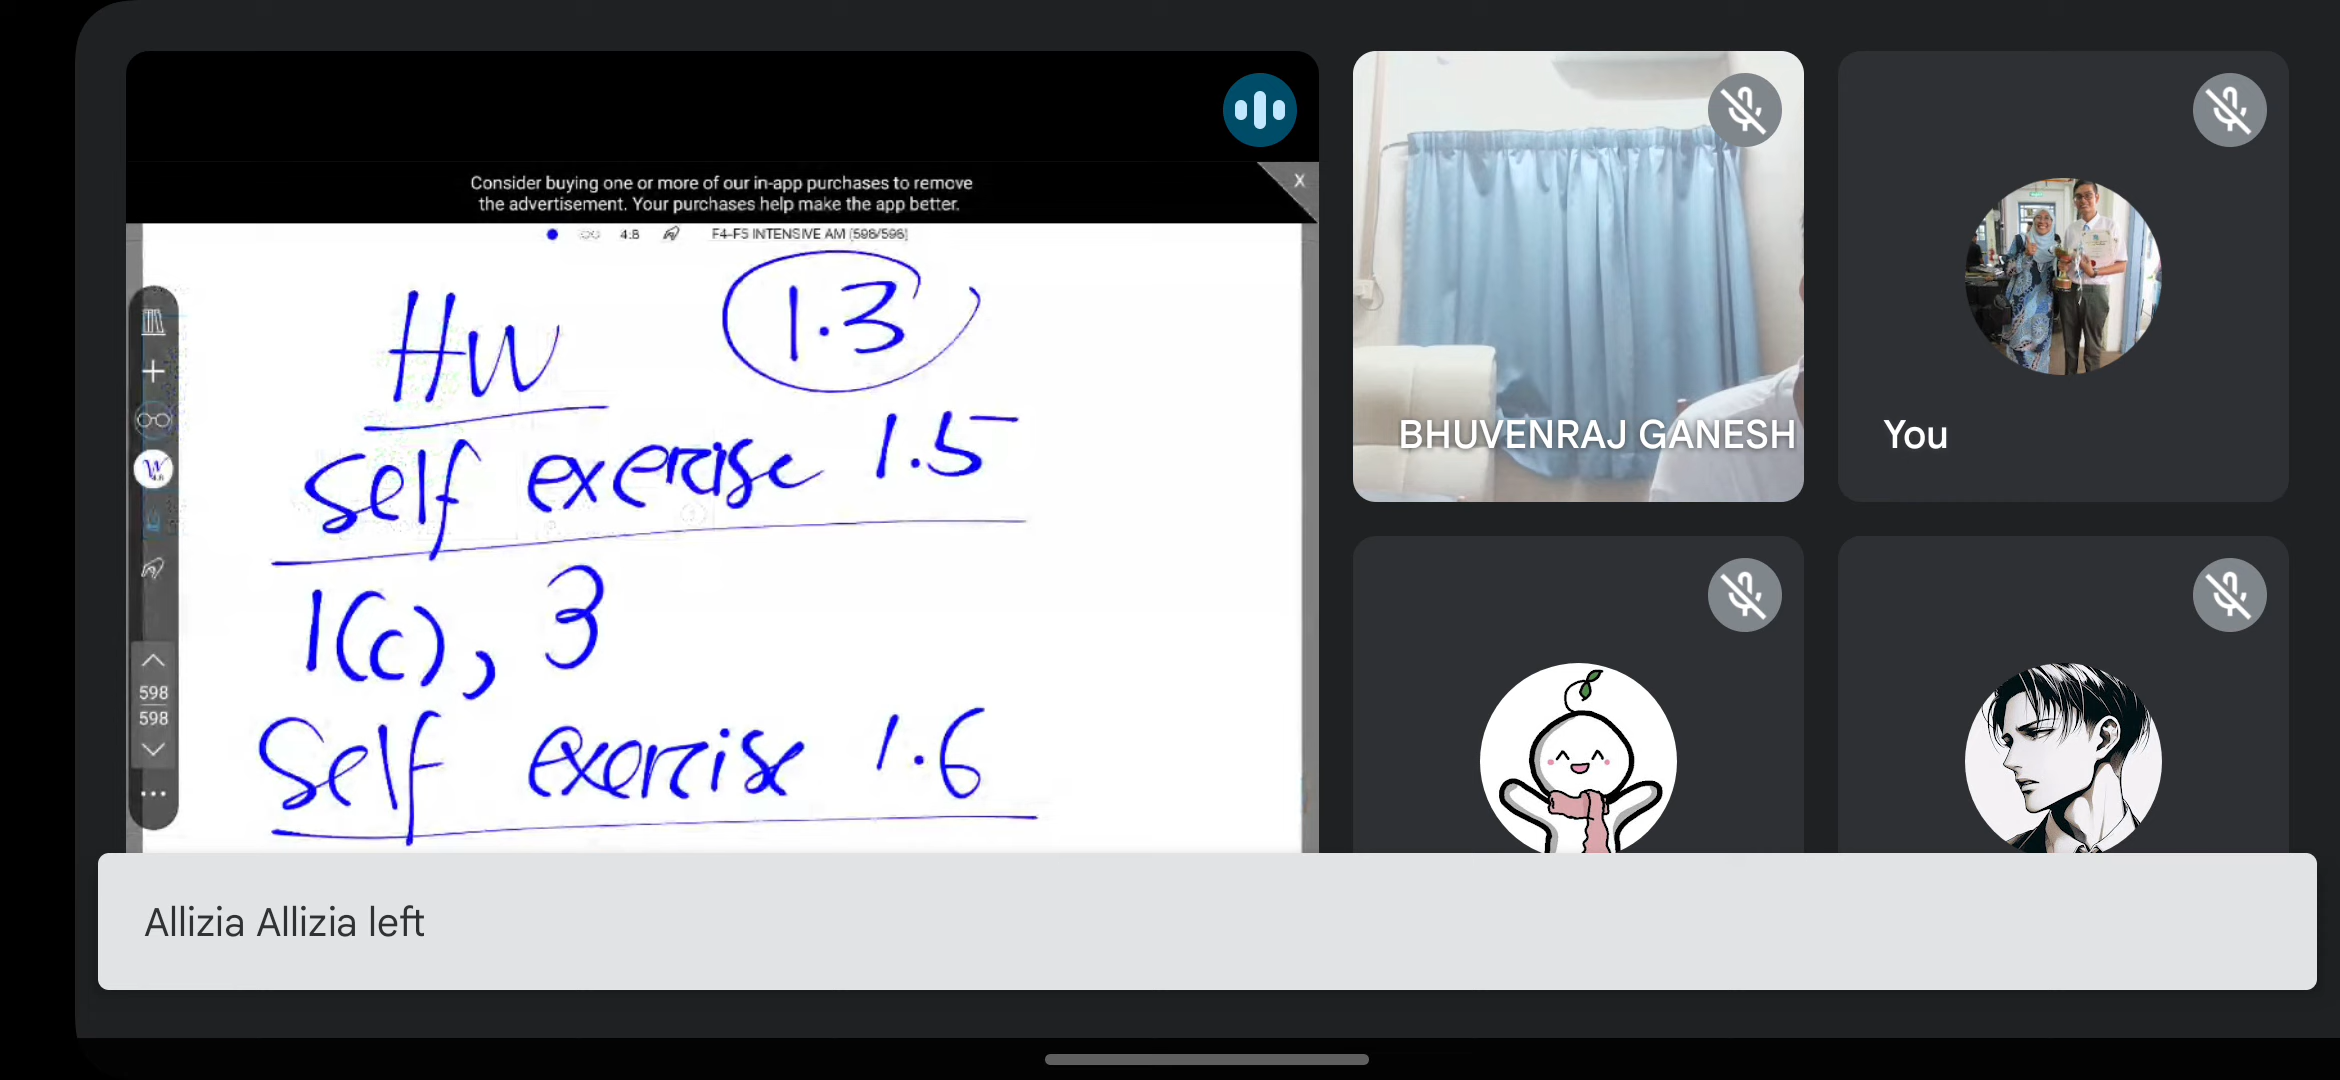 Consider buying one or more of our in-app purchases to remove
the advertisement. Your purchases help make the app better.
X
4.8 F4-F5 INTENSIVE AM (598/598)
HW 1.3
self exercise 1.5
1(c), 3
Self exercise 1.6
598
598
BHUVENRAJ GANESH
You
Allizia Allizia left